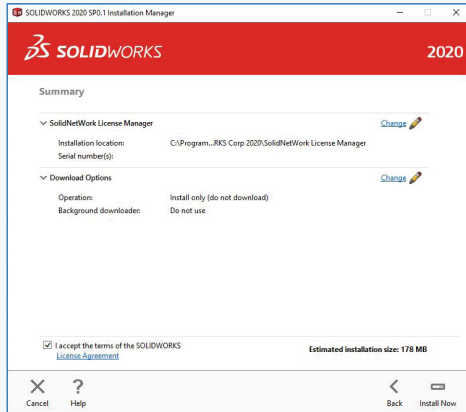 SOLIDWORKS 2020 SP0.1 Installation Manager
SOLIDWORKS
2020
Summary
SolidNetWork License Manager
Change
Installation location: C:\Program...RKS Corp 2020\SolidNetWork License Manager
Serial number(s):
Download Options
Change
Operation: Install only (do not download)
Background downloader: Do not use
I accept the terms of the SOLIDWORKS
License Agreement
Estimated installation size: 178 MB
Cancel
Help
Back
Install Now